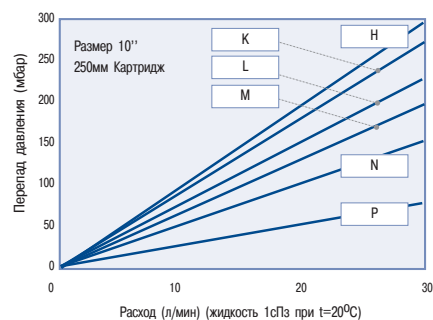 300
250
200
150
100
50
0
Перепад давления (мбар)
Размер 10''
250мм Картридж
K
L
M
H
N
P
0
10
20
30
Расход (л/мин) (жидкость 1сПз при t=20⁰C)